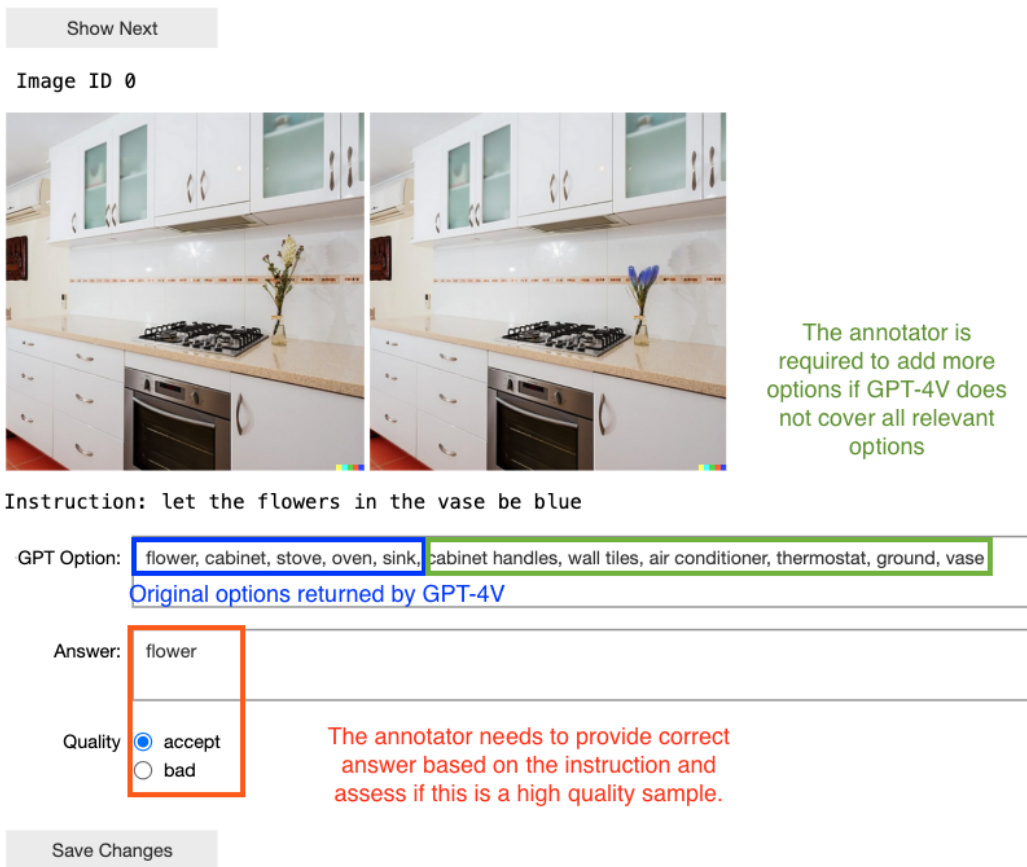 Show Next
Image ID 0
The annotator is
required to add more
options if GPT-4V does
not cover all relevant
options
Instruction: let the flowers in the vase be blue
GPT Option: flower, cabinet, stove, oven, sink, cabinet handles, wall tiles, air conditioner, thermostat, ground, vase
Original options returned by GPT-4V
Answer: flower
Quality accept
bad
The annotator needs to provide correct
answer based on the instruction and
assess if this is a high quality sample.
Save Changes